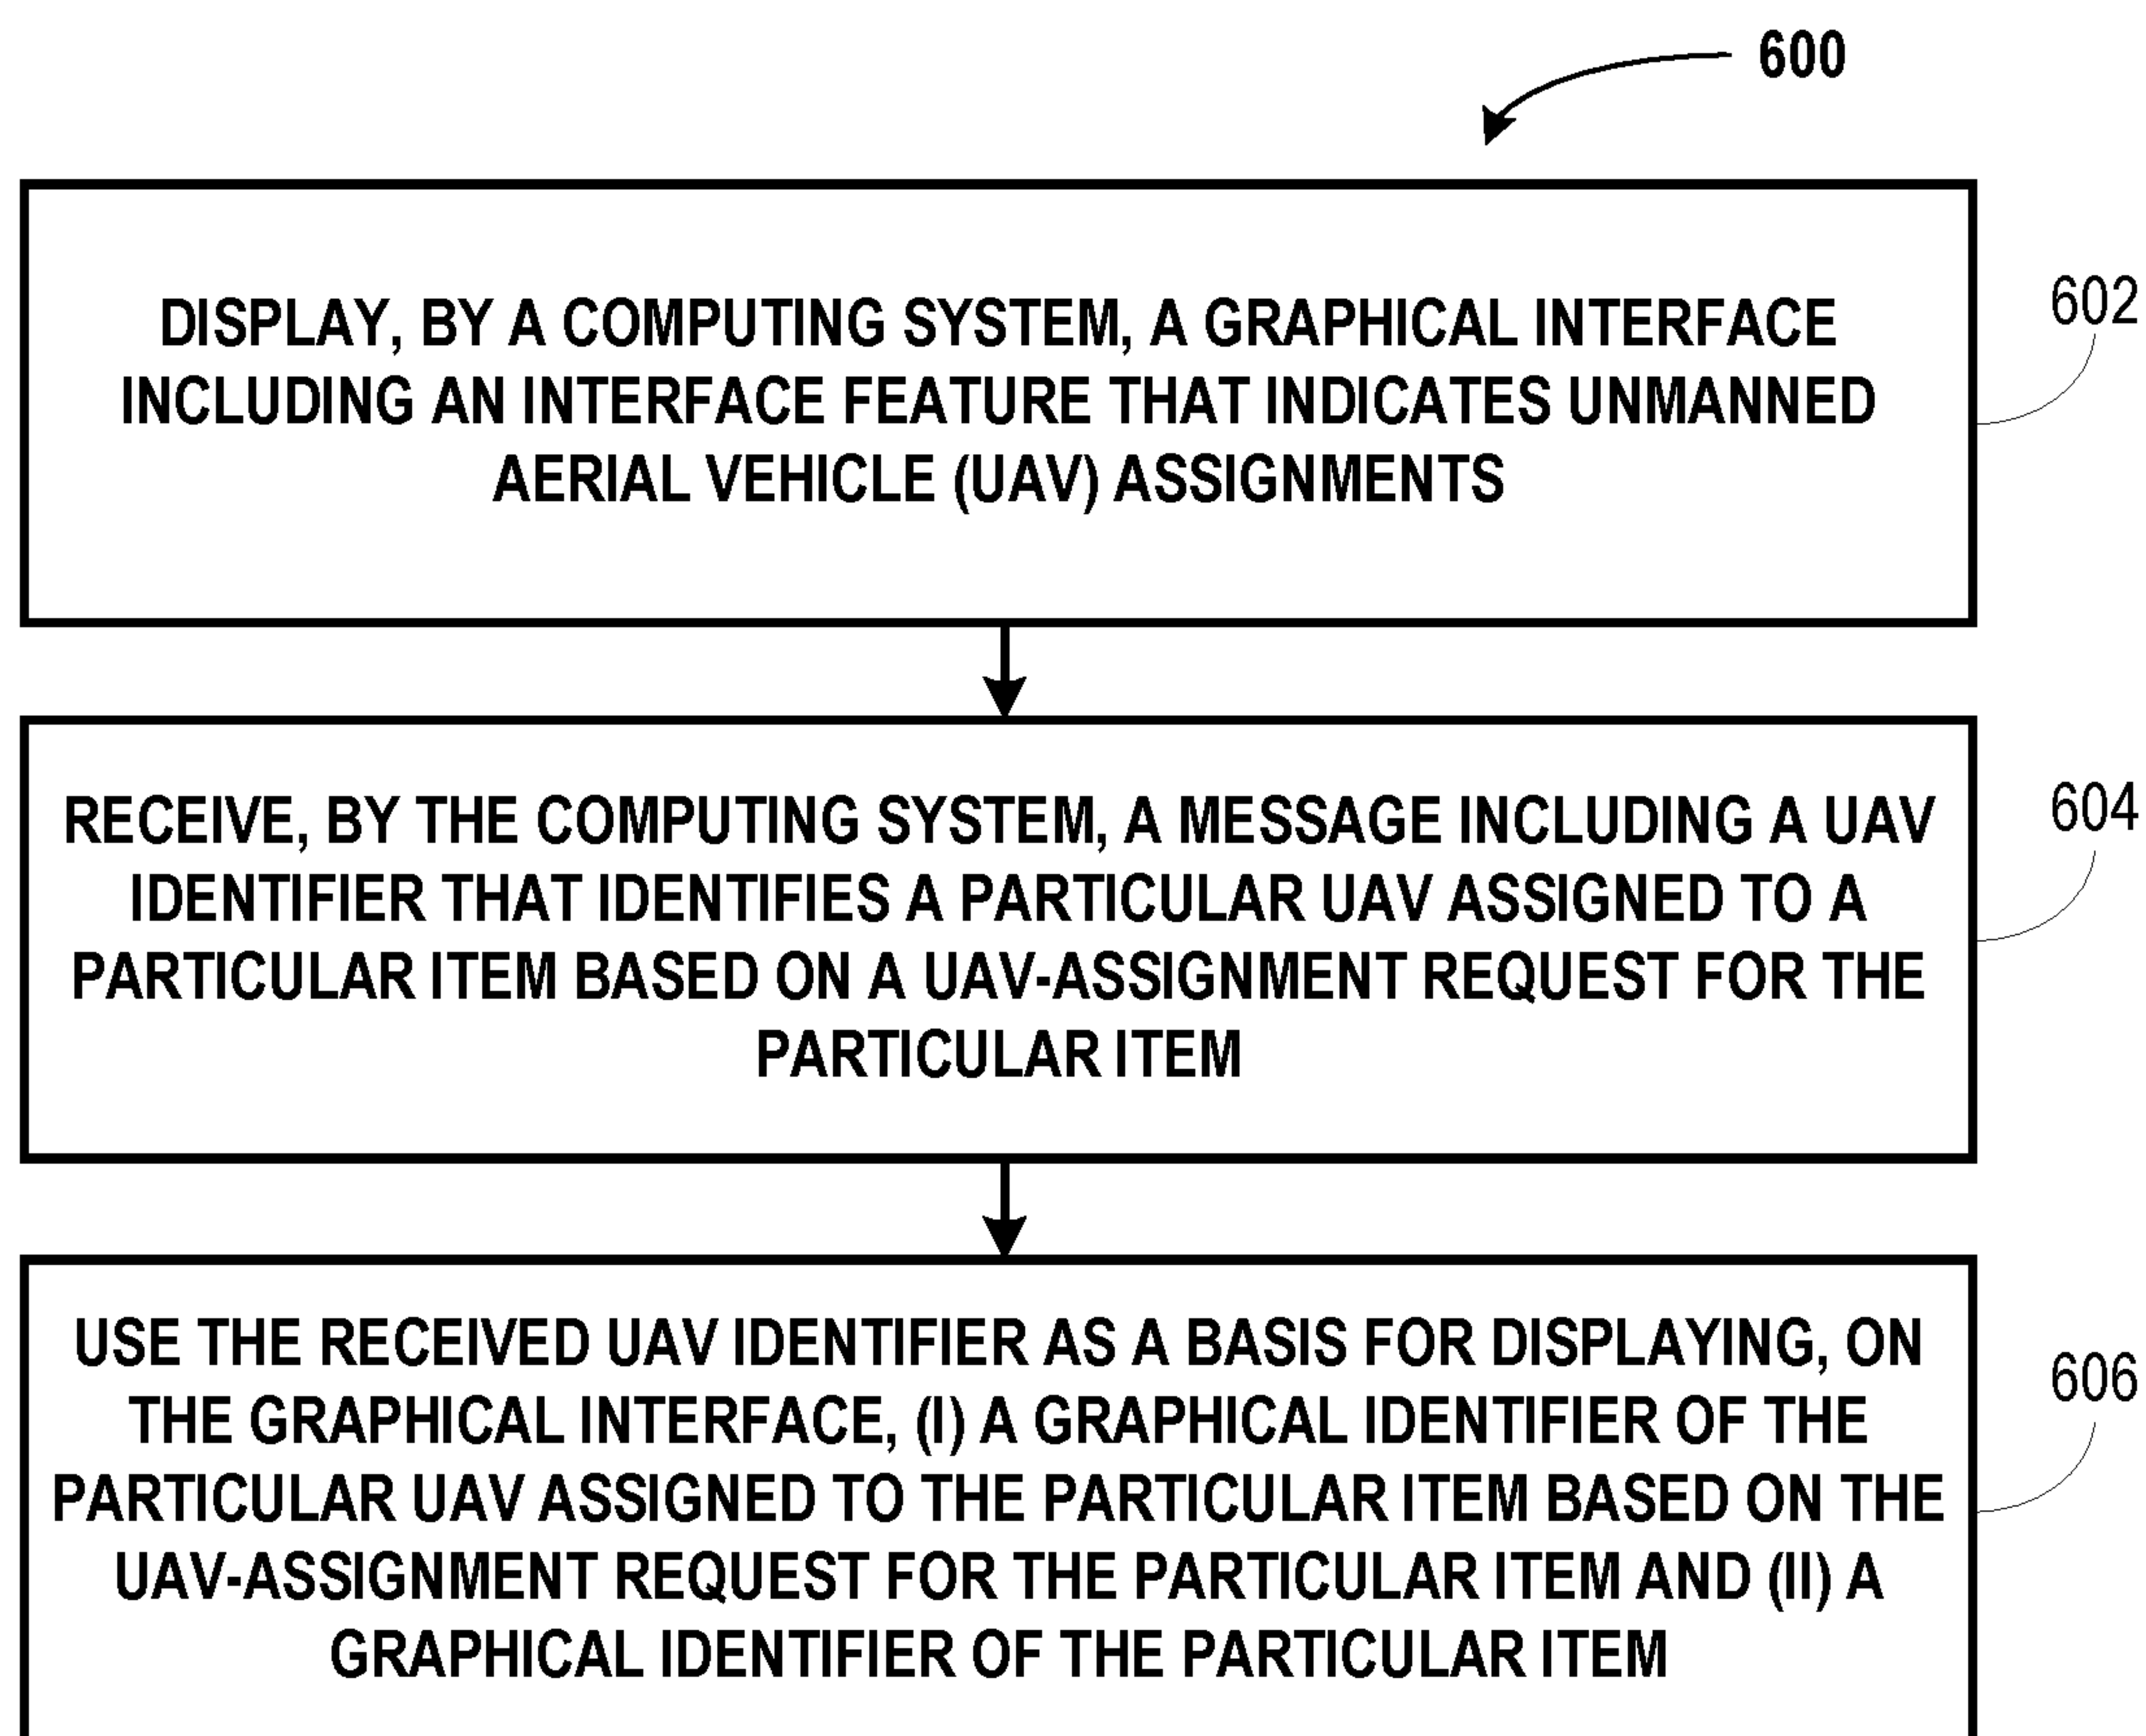 600
DISPLAY, BY A COMPUTING SYSTEM, A GRAPHICAL INTERFACE
INCLUDING AN INTERFACE FEATURE THAT INDICATES UNMANNED
AERIAL VEHICLE (UAV) ASSIGNMENTS
602
RECEIVE, BY THE COMPUTING SYSTEM, A MESSAGE INCLUDING A UAV
IDENTIFIER THAT IDENTIFIES A PARTICULAR UAV ASSIGNED TO A
PARTICULAR ITEM BASED ON A UAV-ASSIGNMENT REQUEST FOR THE
PARTICULAR ITEM
604
USE THE RECEIVED UAV IDENTIFIER AS A BASIS FOR DISPLAYING, ON
THE GRAPHICAL INTERFACE, (I) A GRAPHICAL IDENTIFIER OF THE
PARTICULAR UAV ASSIGNED TO THE PARTICULAR ITEM BASED ON THE
UAV-ASSIGNMENT REQUEST FOR THE PARTICULAR ITEM AND (II) A
GRAPHICAL IDENTIFIER OF THE PARTICULAR ITEM
606